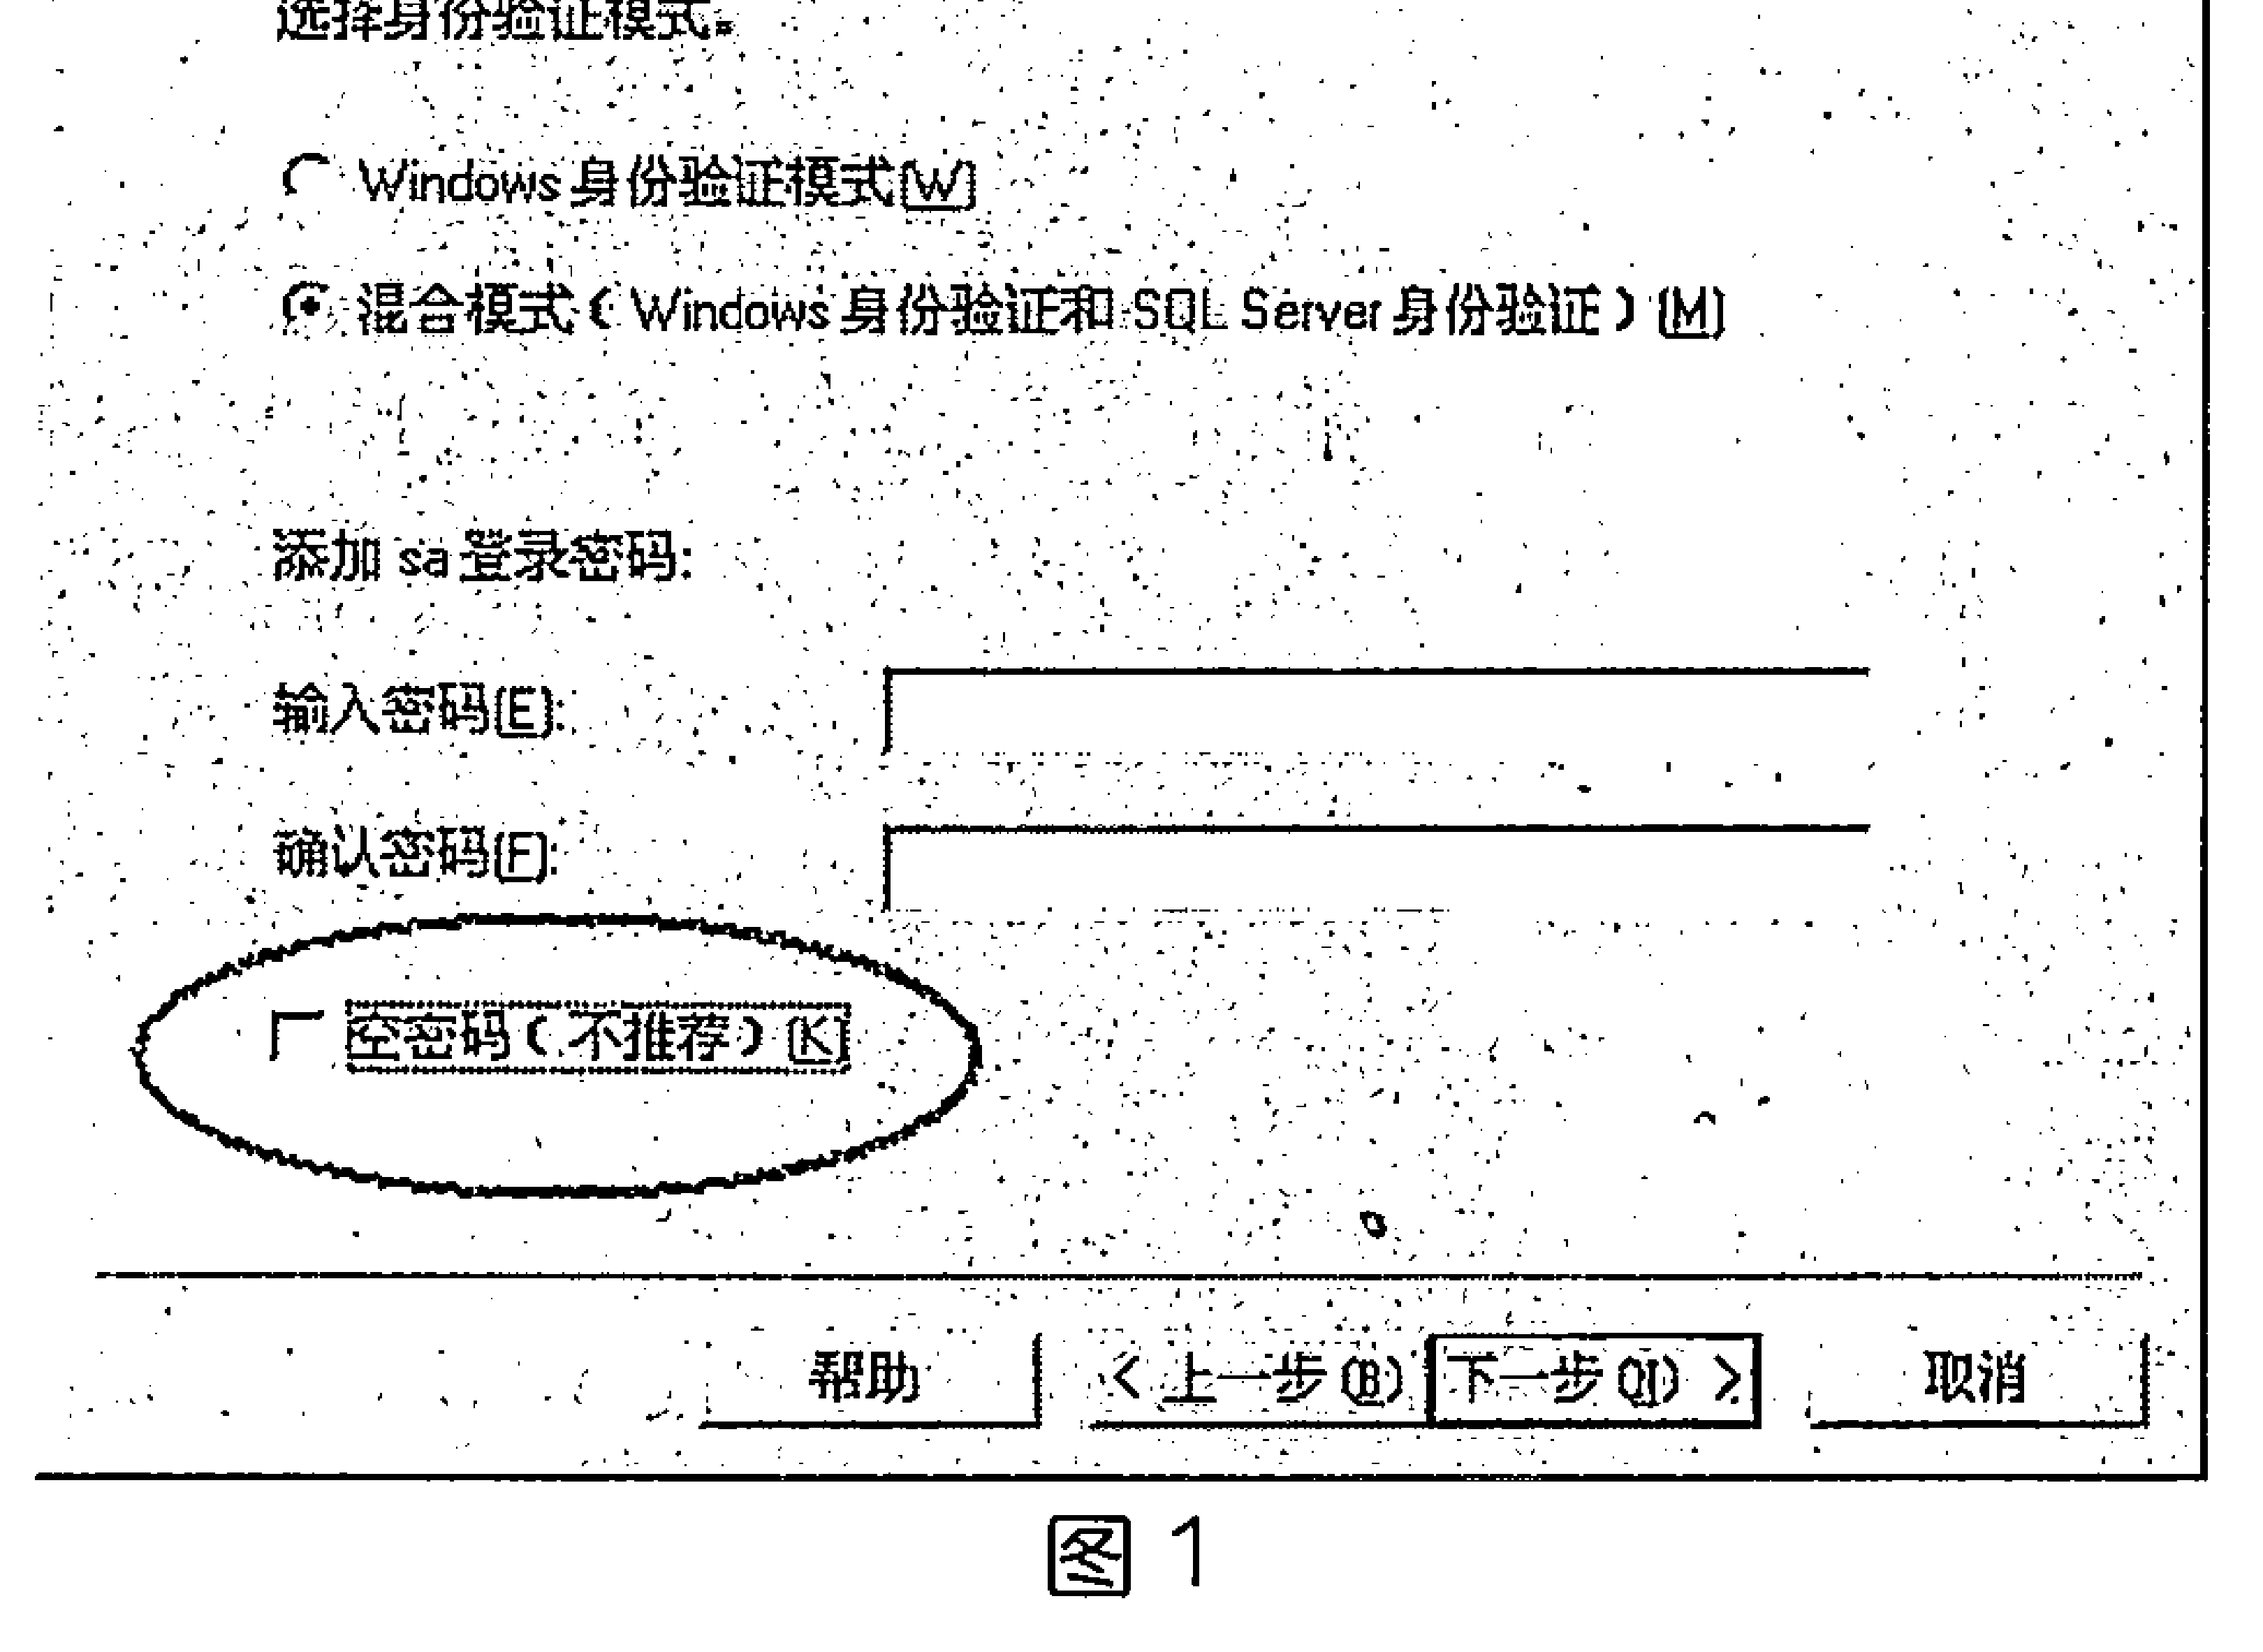 选择身份验证模式。
Windows 身份验证模式[W]
混合模式(Windows 身份验证和 SQL Server 身份验证)[M]
添加 sa 登录密码:
输入密码[E]:
确认密码[F]:
空密码(不推荐)[K]
帮助 <上一步(B) 下一步(N) > 取消
图 1